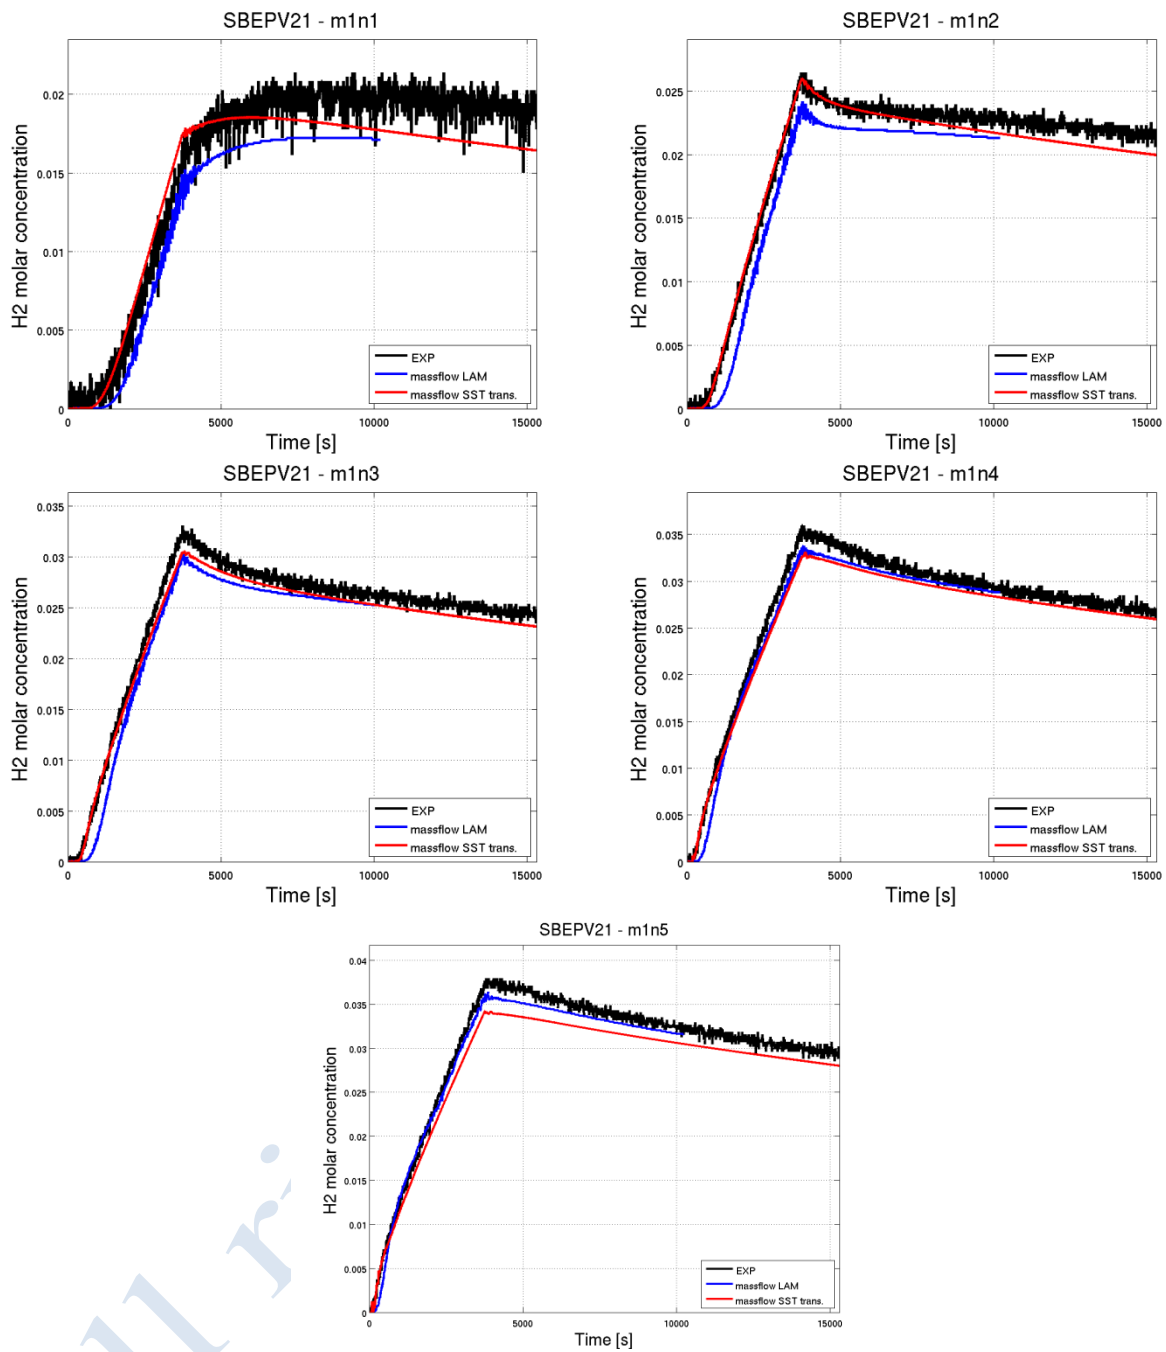 SBEPV21 - m1n1
H2 molar concentration
0.02
0.015
0.01
0.005
0
EXP
massflow LAM
massflow SST trans.
0
5000
10000
15000
Time [s]
SBEPV21 - m1n2
H2 molar concentration
0.025
0.02
0.015
0.01
0.005
0
EXP
massflow LAM
massflow SST trans.
0
5000
10000
15000
Time [s]
SBEPV21 - m1n3
H2 molar concentration
0.035
0.03
0.025
0.02
0.015
0.01
0.005
0
EXP
massflow LAM
massflow SST trans.
0
5000
10000
15000
Time [s]
SBEPV21 - m1n4
H2 molar concentration
0.035
0.03
0.025
0.02
0.015
0.01
0.005
0
EXP
massflow LAM
massflow SST trans.
0
5000
10000
15000
Time [s]
SBEPV21 - m1n5
H2 molar concentration
0.04
0.035
0.03
0.025
0.02
0.015
0.01
0.005
0
EXP
massflow LAM
massflow SST trans.
0
5000
10000
15000
Time [s]